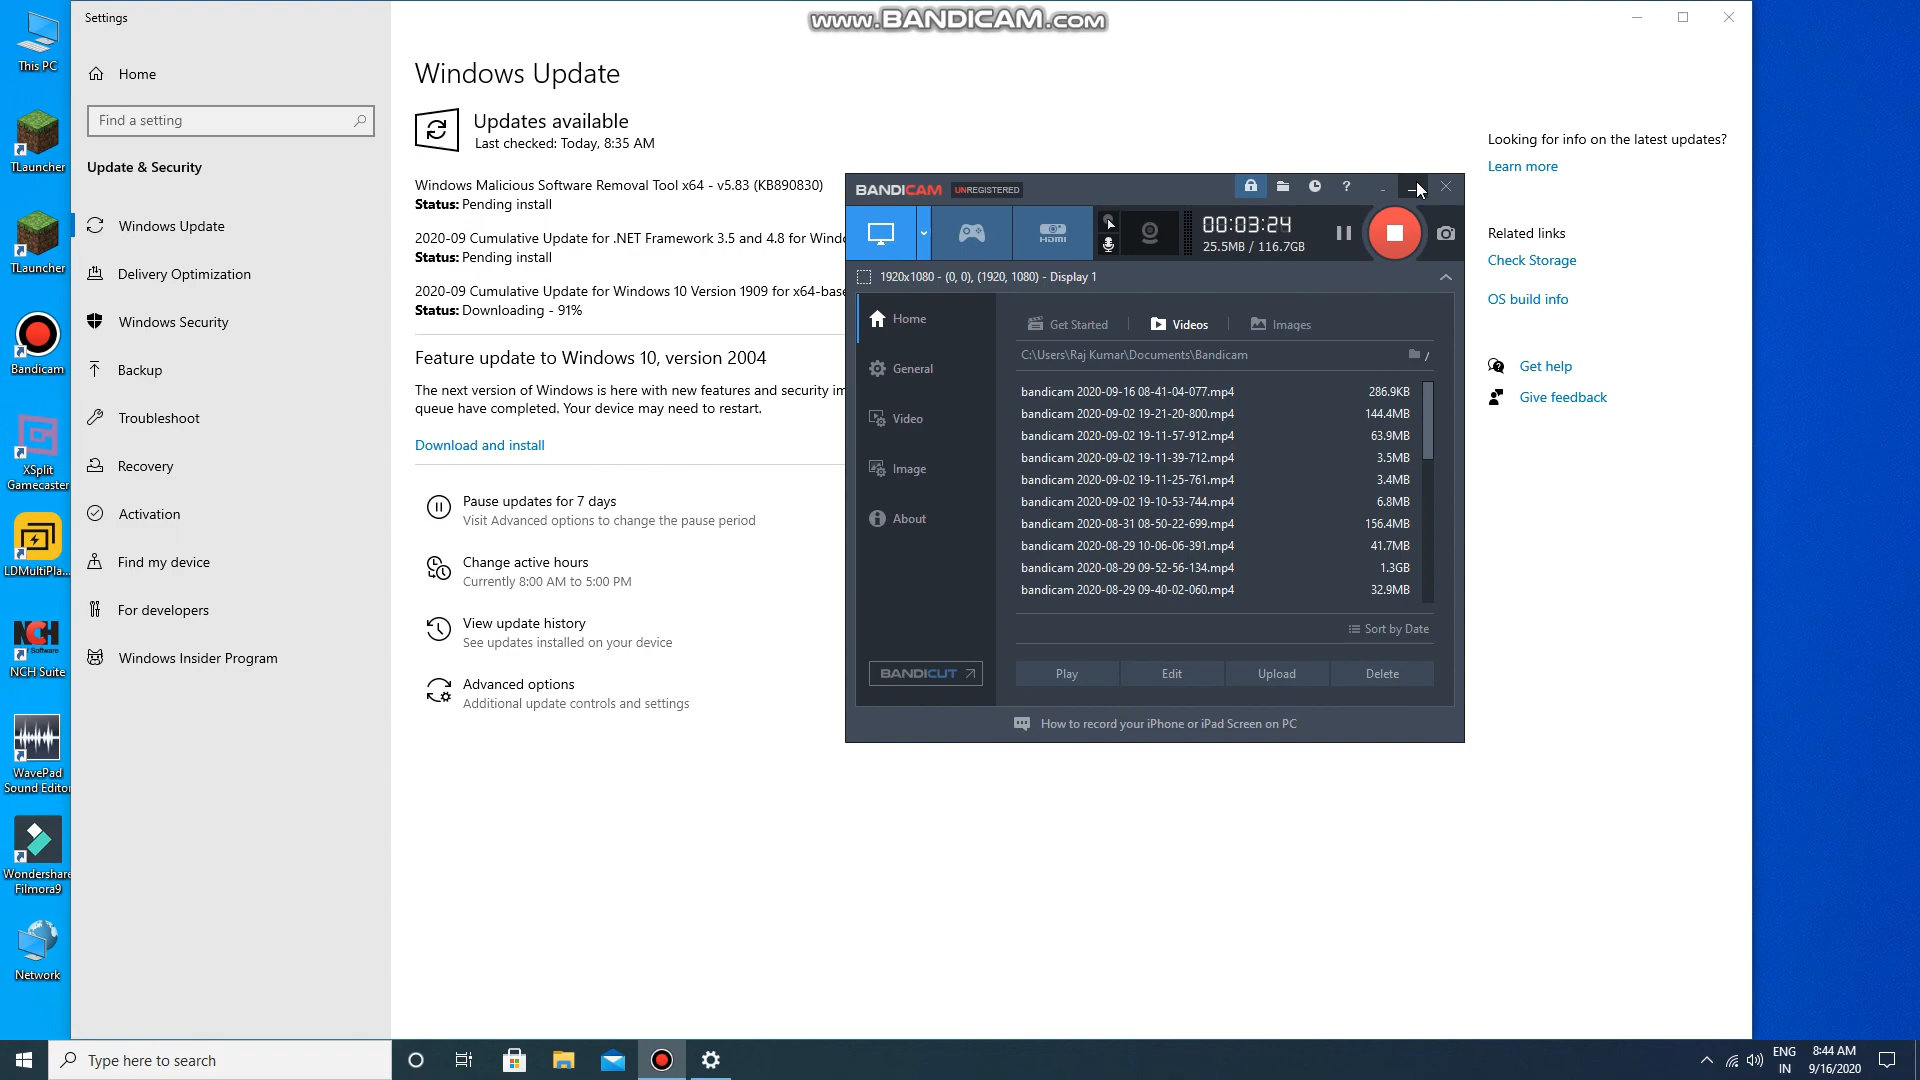 This PC
TLauncher
TLauncher
Bandicam
XSplit
Gamecaster
LDMultiPla...
NCH
Software
NCH Suite
WavePad
Sound Editor
Wondershare
Filmora9
Network
Settings
Home
Find a setting
Update & Security
Windows Update
Delivery Optimization
Windows Security
Backup
Troubleshoot
Recovery
Activation
Find my device
For developers
Windows Insider Program
www.BANDICAM.com
Windows Update
Updates available
Last checked: Today, 8:35 AM
Windows Malicious Software Removal Tool x64 - v5.83 (KB890830)
Status: Pending install
2020-09 Cumulative Update for .NET Framework 3.5 and 4.8 for Windo
Status: Pending install
2020-09 Cumulative Update for Windows 10 Version 1909 for x64-base
Status: Downloading - 91%
Feature update to Windows 10, version 2004
The next version of Windows is here with new features and security im
queue have completed. Your device may need to restart.
Download and install
Pause updates for 7 days
Visit Advanced options to change the pause period
Change active hours
Currently 8:00 AM to 5:00 PM
View update history
See updates installed on your device
Advanced options
Additional update controls and settings
BANDICAM UNREGISTERED
?
HDMI
00:03:24
25.5MB / 116.7GB
1920x1080 - (0, 0), (1920, 1080) - Display 1
Home
General
Video
Image
About
BANDICUT
Get Started
Videos
Images
C:\Users\Raj Kumar\Documents\Bandicam
/
bandicam 2020-09-16 08-41-04-077.mp4 286.9KB
bandicam 2020-09-02 19-21-20-800.mp4 144.4MB
bandicam 2020-09-02 19-11-57-912.mp4 63.9MB
bandicam 2020-09-02 19-11-39-712.mp4 3.5MB
bandicam 2020-09-02 19-11-25-761.mp4 3.4MB
bandicam 2020-09-02 19-10-53-744.mp4 6.8MB
bandicam 2020-08-31 08-50-22-699.mp4 156.4MB
bandicam 2020-08-29 10-06-06-391.mp4 41.7MB
bandicam 2020-08-29 09-52-56-134.mp4 1.3GB
bandicam 2020-08-29 09-40-02-060.mp4 32.9MB
Sort by Date
Play
Edit
Upload
Delete
How to record your iPhone or iPad Screen on PC
Looking for info on the latest updates?
Learn more
Related links
Check Storage
OS build info
Get help
Give feedback
Type here to search
ENG
IN
8:44 AM
9/16/2020